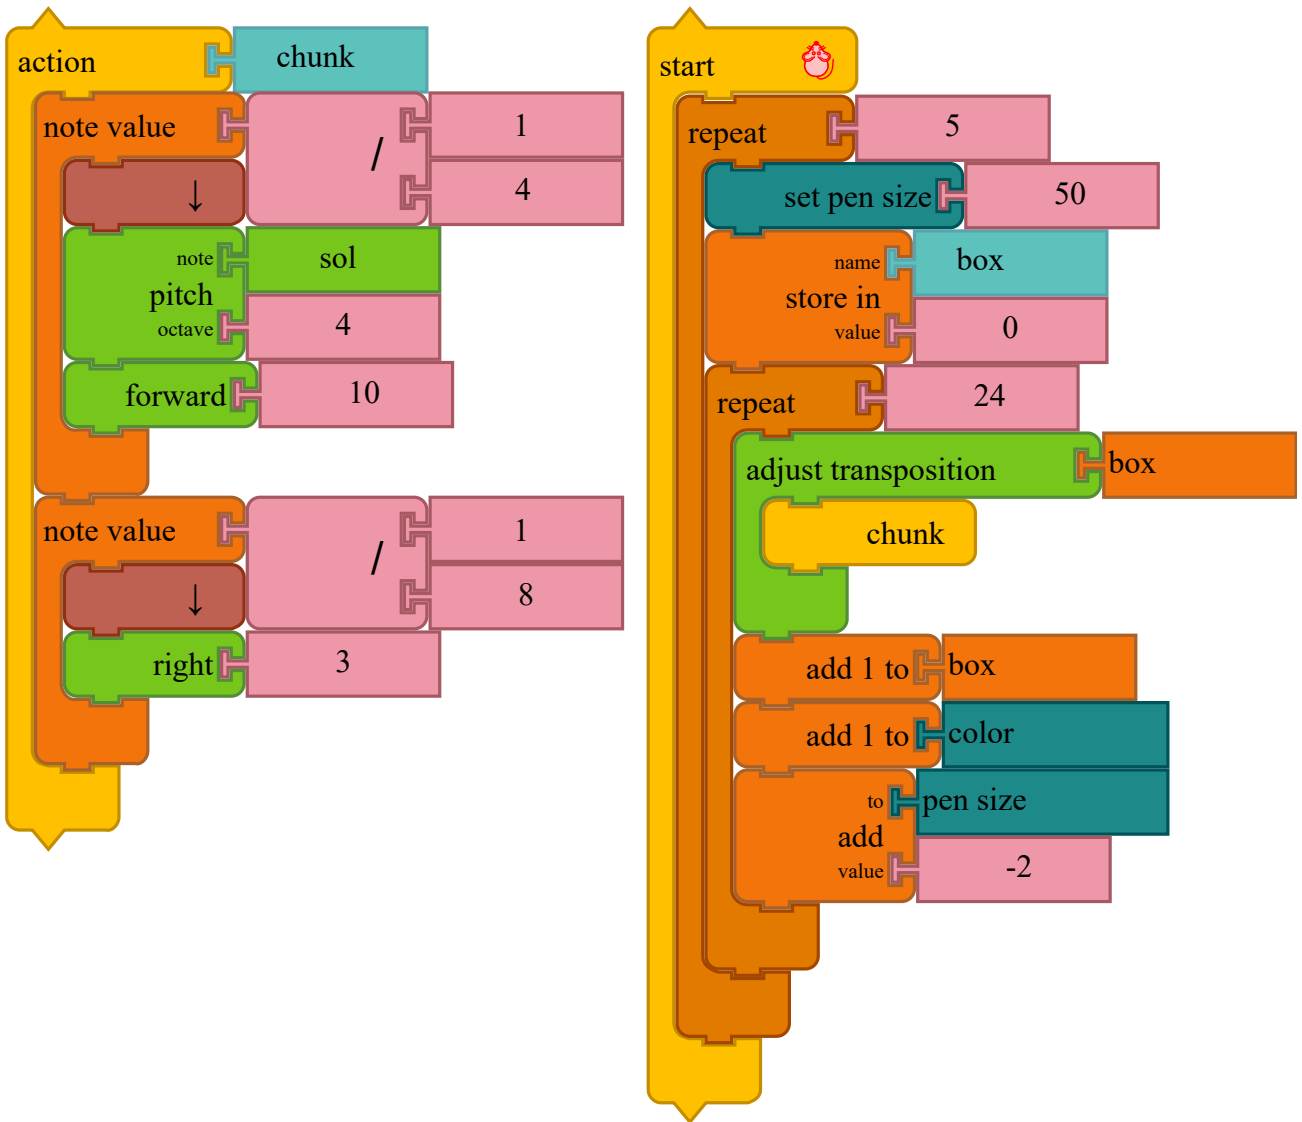 action chunk
note value / 1
4
↓
note sol
pitch
octave 4
forward 10
note value / 1
8
↓
right 3
start
repeat 5
set pen size 50
name box
store in
value 0
repeat 24
adjust transposition box
chunk
add 1 to box
add 1 to color
to pen size
add
value -2